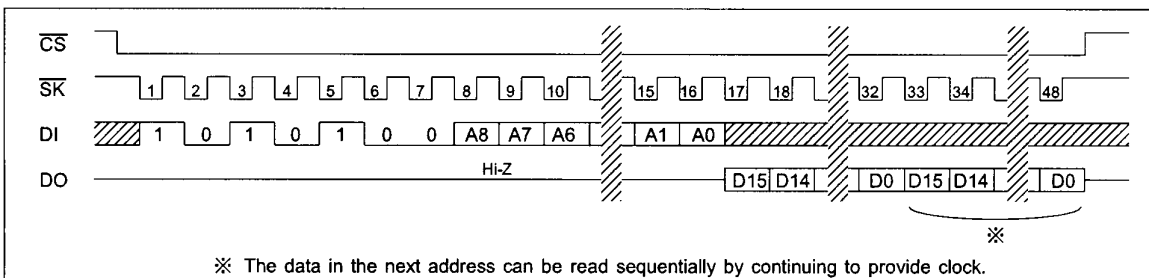 C̅S̅
S̅K̅ 1 2 3 4 5 6 7 8 9 10 15 16 17 18 32 33 34 48
DI 1 0 1 0 1 0 0 A8 A7 A6 A1 A0
Hi-Z
DO D15 D14 D0 D15 D14 D0
※
※ The data in the next address can be read sequentially by continuing to provide clock.